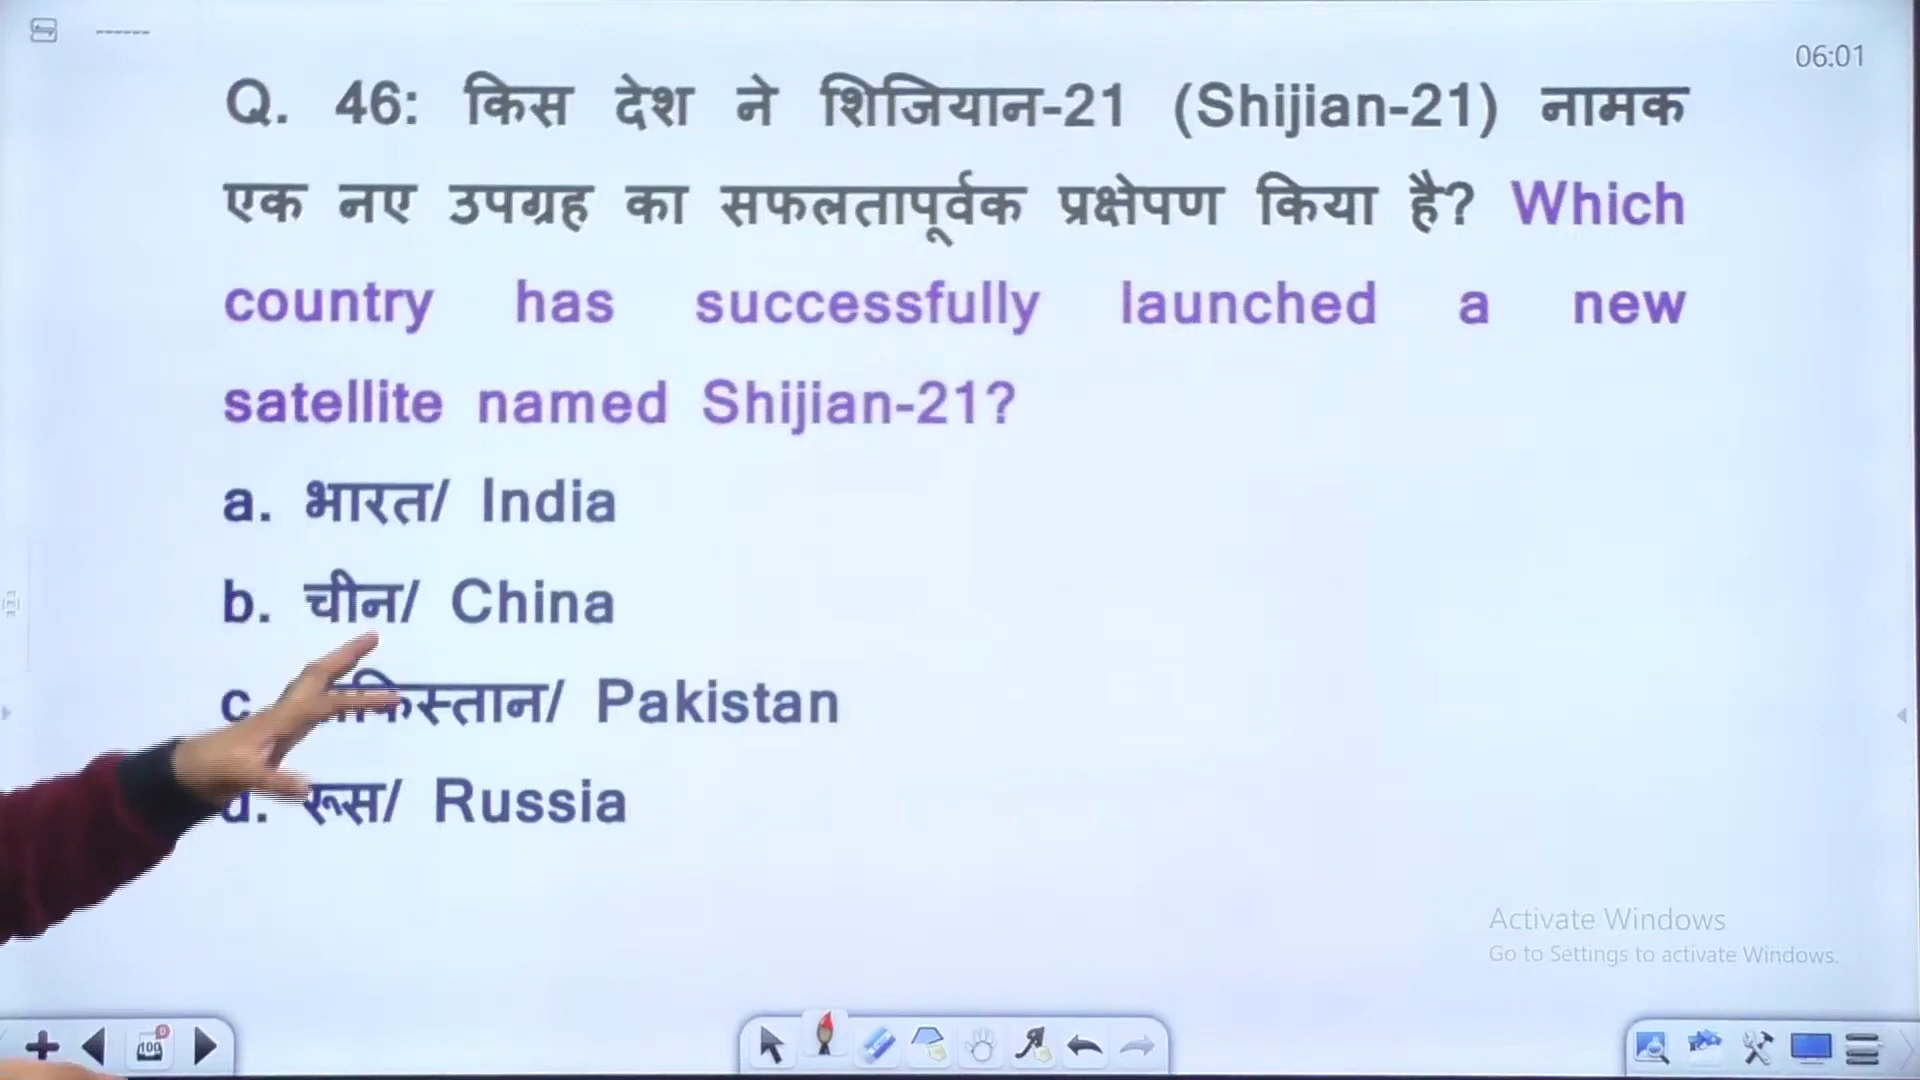 06:01
Q. 46: किस देश ने शिजियान-21 (Shijian-21) नामक
एक नए उपग्रह का सफलतापूर्वक प्रक्षेपण किया है? Which
country has successfully launched a new
satellite named Shijian-21?
a. भारत/ India
b. चीन/ China
c / Pakistan
d. रूस/ Russia
Activate Windows
Go to Settings to activate Windows.
100